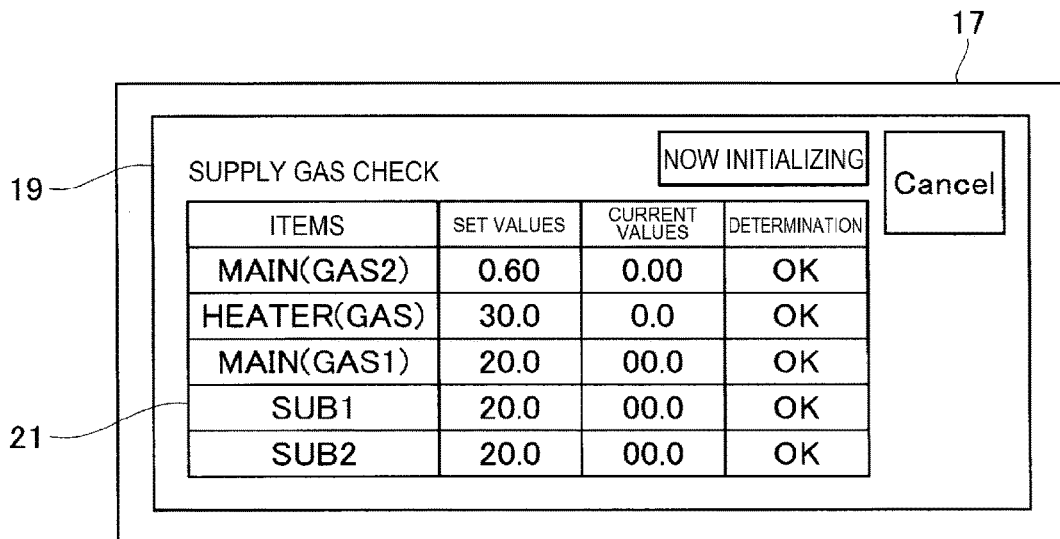 17
19
SUPPLY GAS CHECK
NOW INITIALIZING
Cancel
ITEMS SET VALUES CURRENT VALUES DETERMINATION
MAIN(GAS2) 0.60 0.00 OK
HEATER(GAS) 30.0 0.0 OK
MAIN(GAS1) 20.0 00.0 OK
21
SUB1 20.0 00.0 OK
SUB2 20.0 00.0 OK